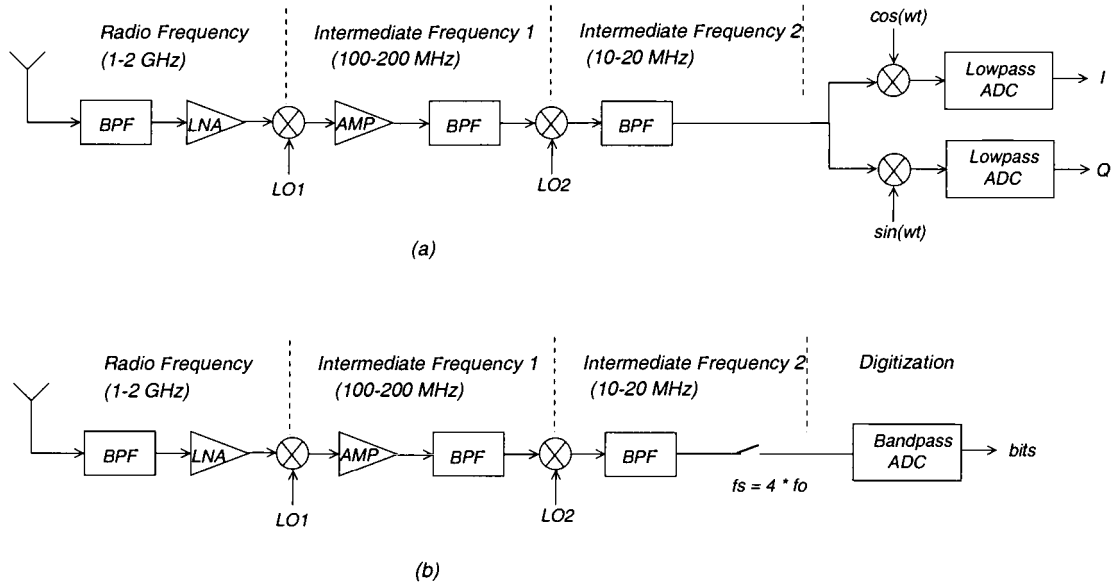 Radio Frequency
(1-2 GHz)
Intermediate Frequency 1
(100-200 MHz)
Intermediate Frequency 2
(10-20 MHz)
cos(wt)
BPF
LNA
AMP
BPF
BPF
Lowpass
ADC
I
LO1
LO2
Lowpass
ADC
Q
sin(wt)
(a)
Radio Frequency
(1-2 GHz)
Intermediate Frequency 1
(100-200 MHz)
Intermediate Frequency 2
(10-20 MHz)
Digitization
BPF
LNA
AMP
BPF
BPF
Bandpass
ADC
bits
fs = 4 * fo
LO1
LO2
(b)